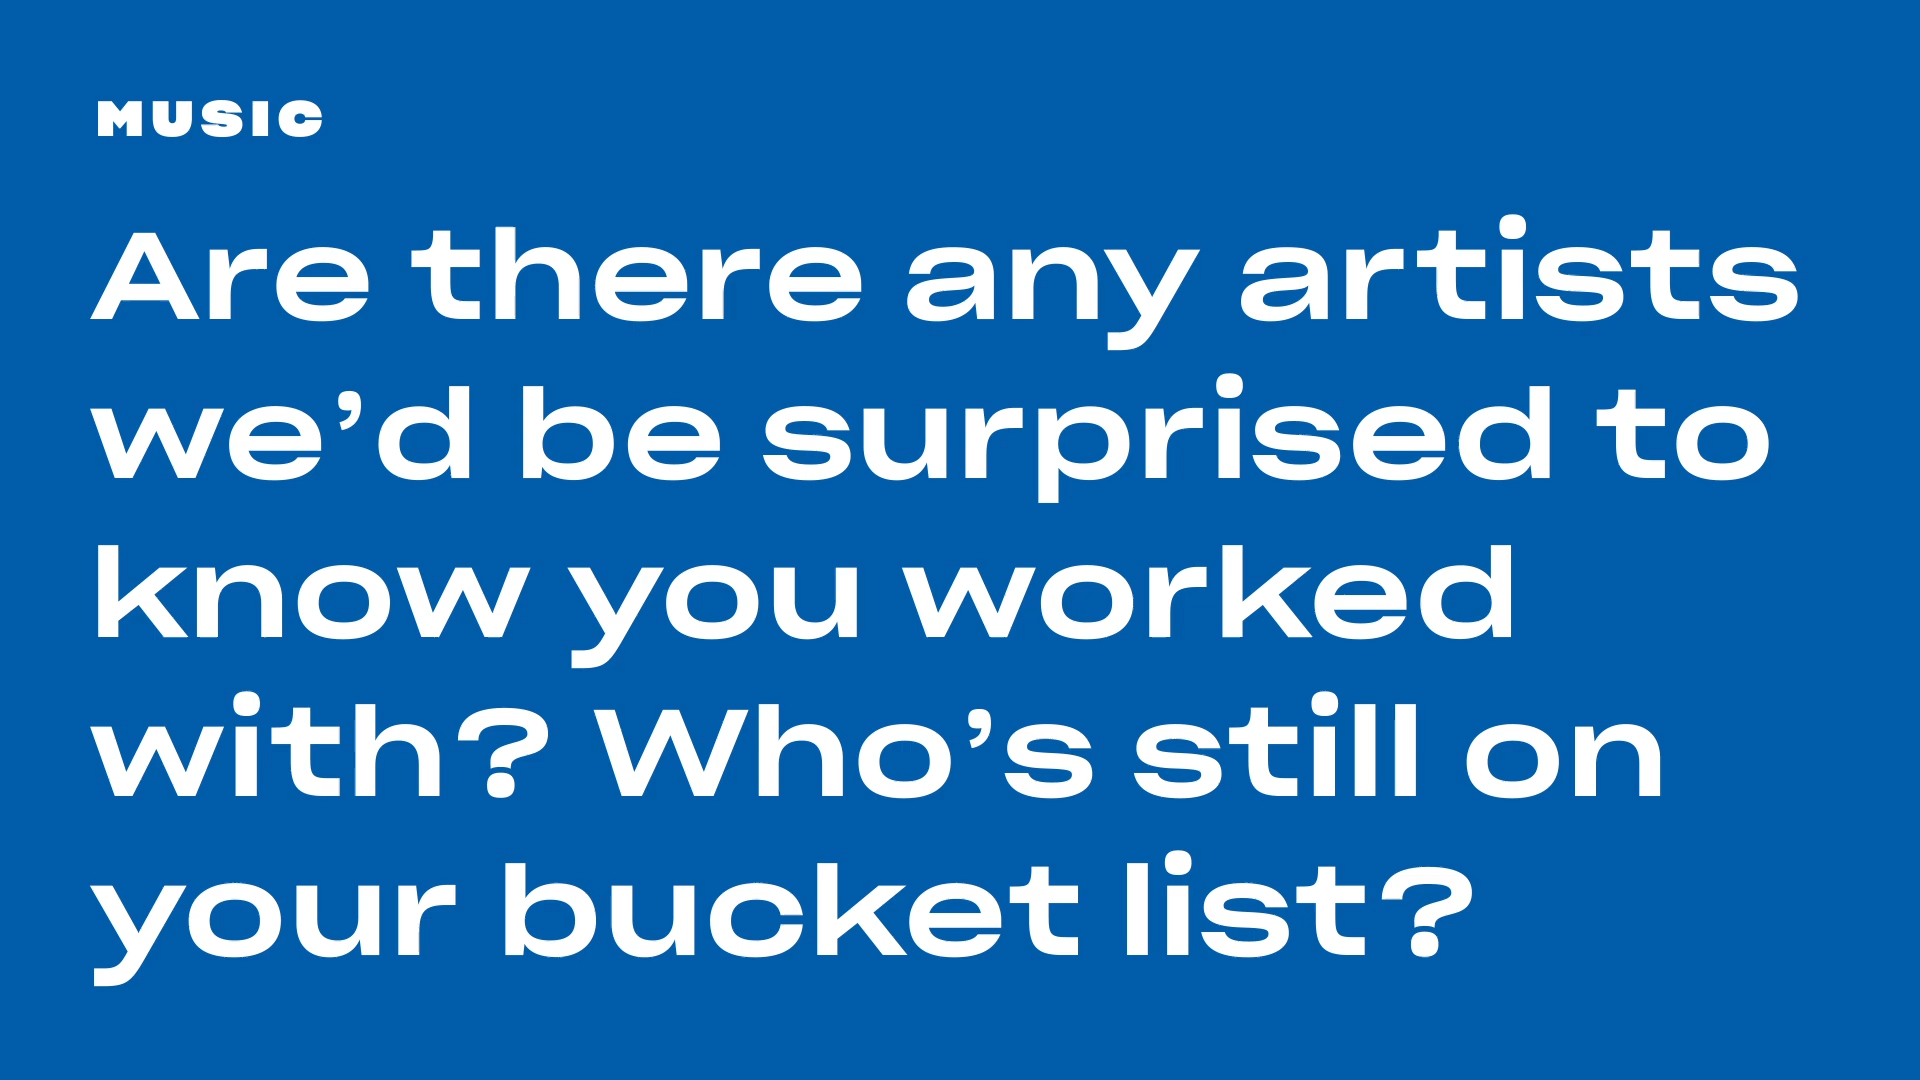 MUSIC
Are there any artists
we’d be surprised to
know you worked
with? Who’s still on
your bucket list?